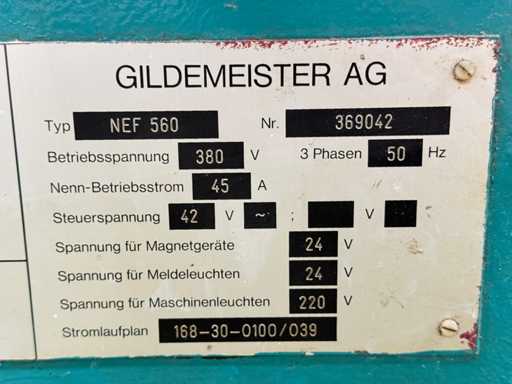 GILDEMEISTER AG
Typ NEF 560 Nr. 369042
Betriebsspannung 380 V 3 Phasen 50 Hz
Nenn-Betriebsstrom 45 A
Steuerspannung 42 V ~ ; V
Spannung für Magnetgeräte 24 V
Spannung für Meldeleuchten 24 V
Spannung für Maschinenleuchten 220 V
Stromlaufplan 168-30-0100/039